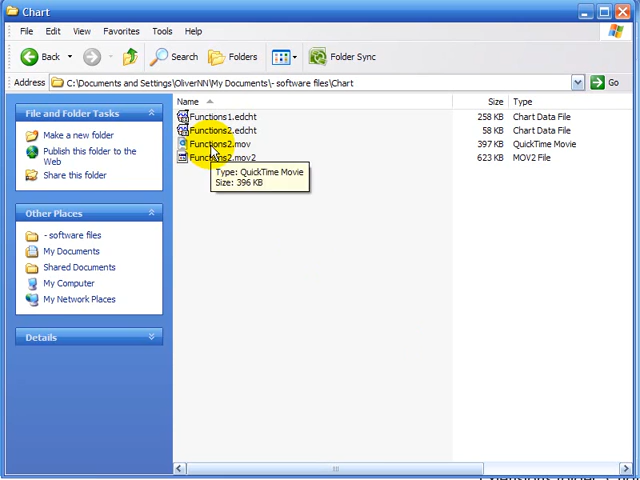 Chart
File Edit View Favorites Tools Help
Back Search Folders Folder Sync
Address C:\Documents and Settings\OliverNN\My Documents\- software files\Chart Go
File and Folder Tasks
Make a new folder
Publish this folder to the
Web
Share this folder
Other Places
- software files
My Documents
Shared Documents
My Computer
My Network Places
Details
Name Size Type
Functions1.edcht 258 KB Chart Data File
Functions2.edcht 58 KB Chart Data File
Functions2.mov 397 KB QuickTime Movie
Functions2.mov2 623 KB MOV2 File
Type: QuickTime Movie
Size: 396 KB